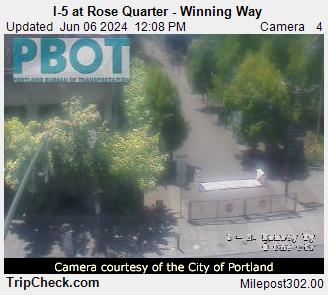 I-5 at Rose Quarter - Winning Way
Updated Jun 06 2024 12:08 PM Camera 4
PBOT
PORTLAND BUREAU OF TRANSPORTATION
Camera courtesy of the City of Portland
TripCheck.com Milepost302.00